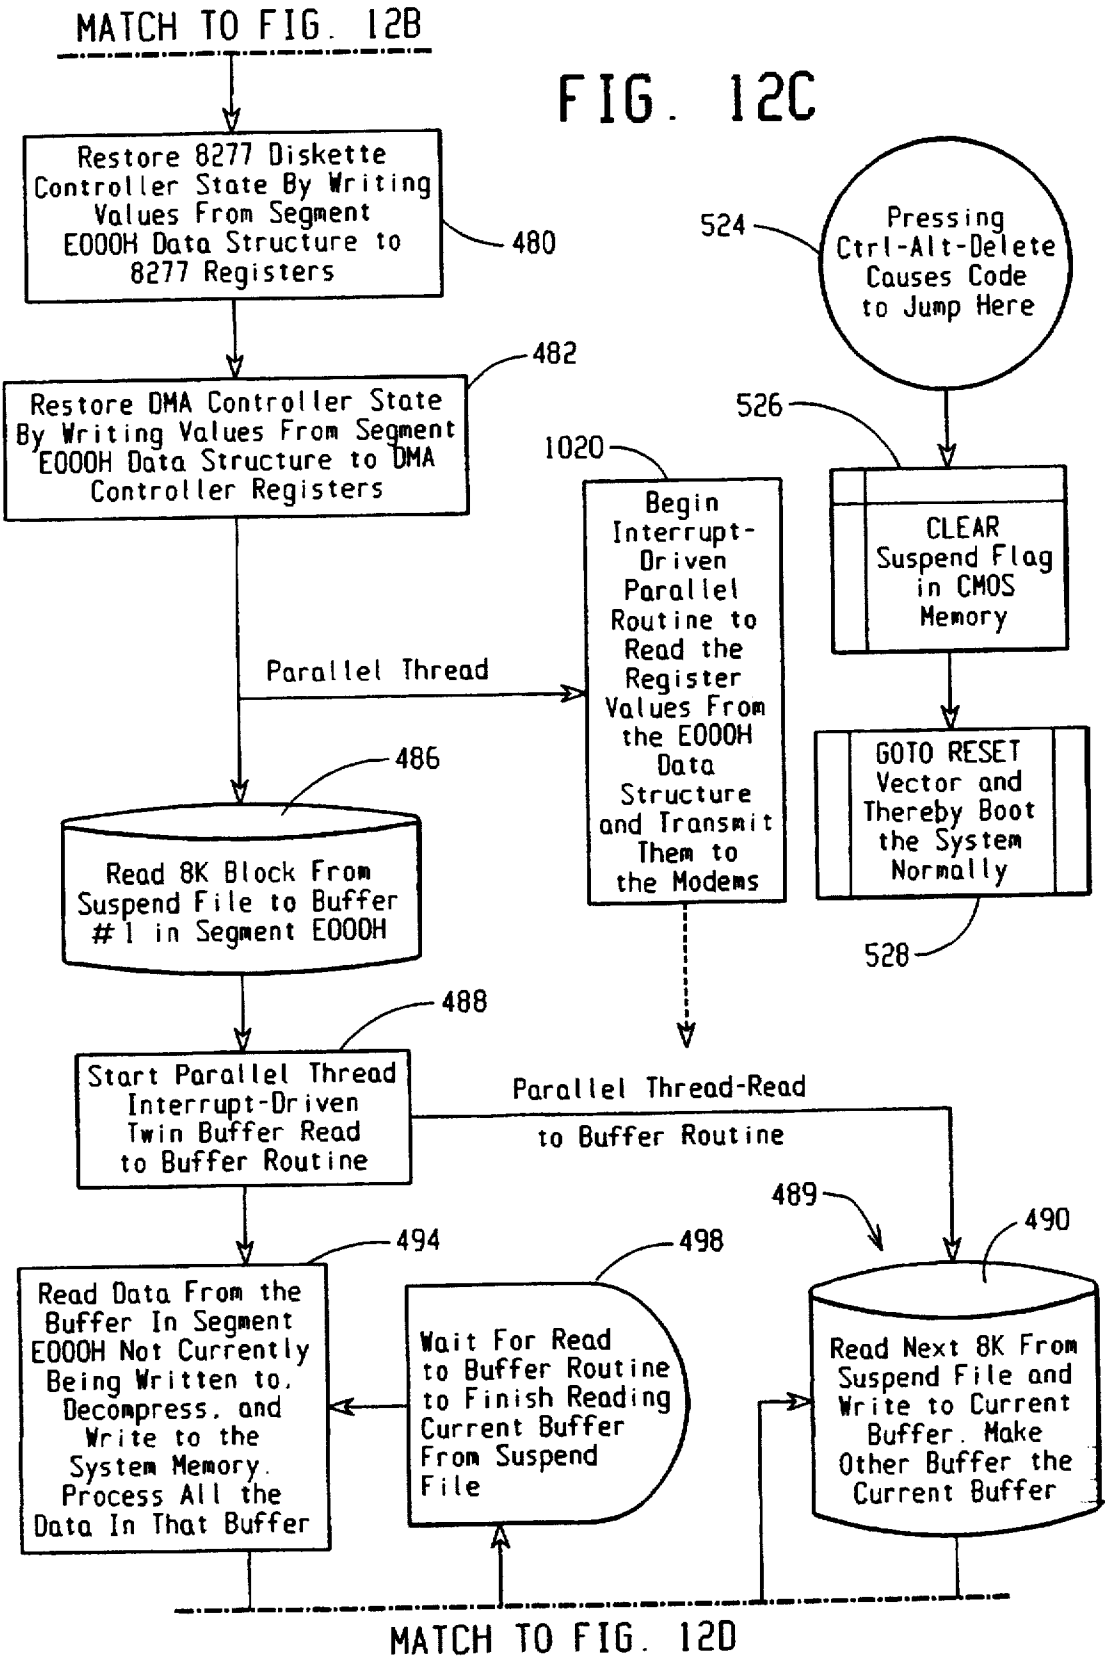 MATCH TO FIG. 12B
FIG. 12C
Restore 8277 Diskette
Controller State By Writing
Values From Segment
E000H Data Structure to
8277 Registers
480
524
Pressing
Ctrl-Alt-Delete
Causes Code
to Jump Here
482
Restore DMA Controller State
By Writing Values From Segment
E000H Data Structure to DMA
Controller Registers
526
CLEAR
Suspend Flag
in CMOS
Memory
1020
Begin
Interrupt-
Driven
Parallel
Routine to
Read the
Register
Values From
the E000H
Data
Structure
and Transmit
Them to
the Modems
Parallel Thread
GOTO RESET
Vector and
Thereby Boot
the System
Normally
528
486
Read 8K Block From
Suspend File to Buffer
#1 in Segment E000H
488
Start Parallel Thread
Interrupt-Driven
Twin Buffer Read
to Buffer Routine
Parallel Thread-Read
to Buffer Routine
489
490
494
Read Data From the
Buffer In Segment
E000H Not Currently
Being Written to,
Decompress, and
Write to the
System Memory.
Process All the
Data In That Buffer
498
Wait For Read
to Buffer Routine
to Finish Reading
Current Buffer
From Suspend
File
Read Next 8K From
Suspend File and
Write to Current
Buffer. Make
Other Buffer the
Current Buffer
MATCH TO FIG. 12D